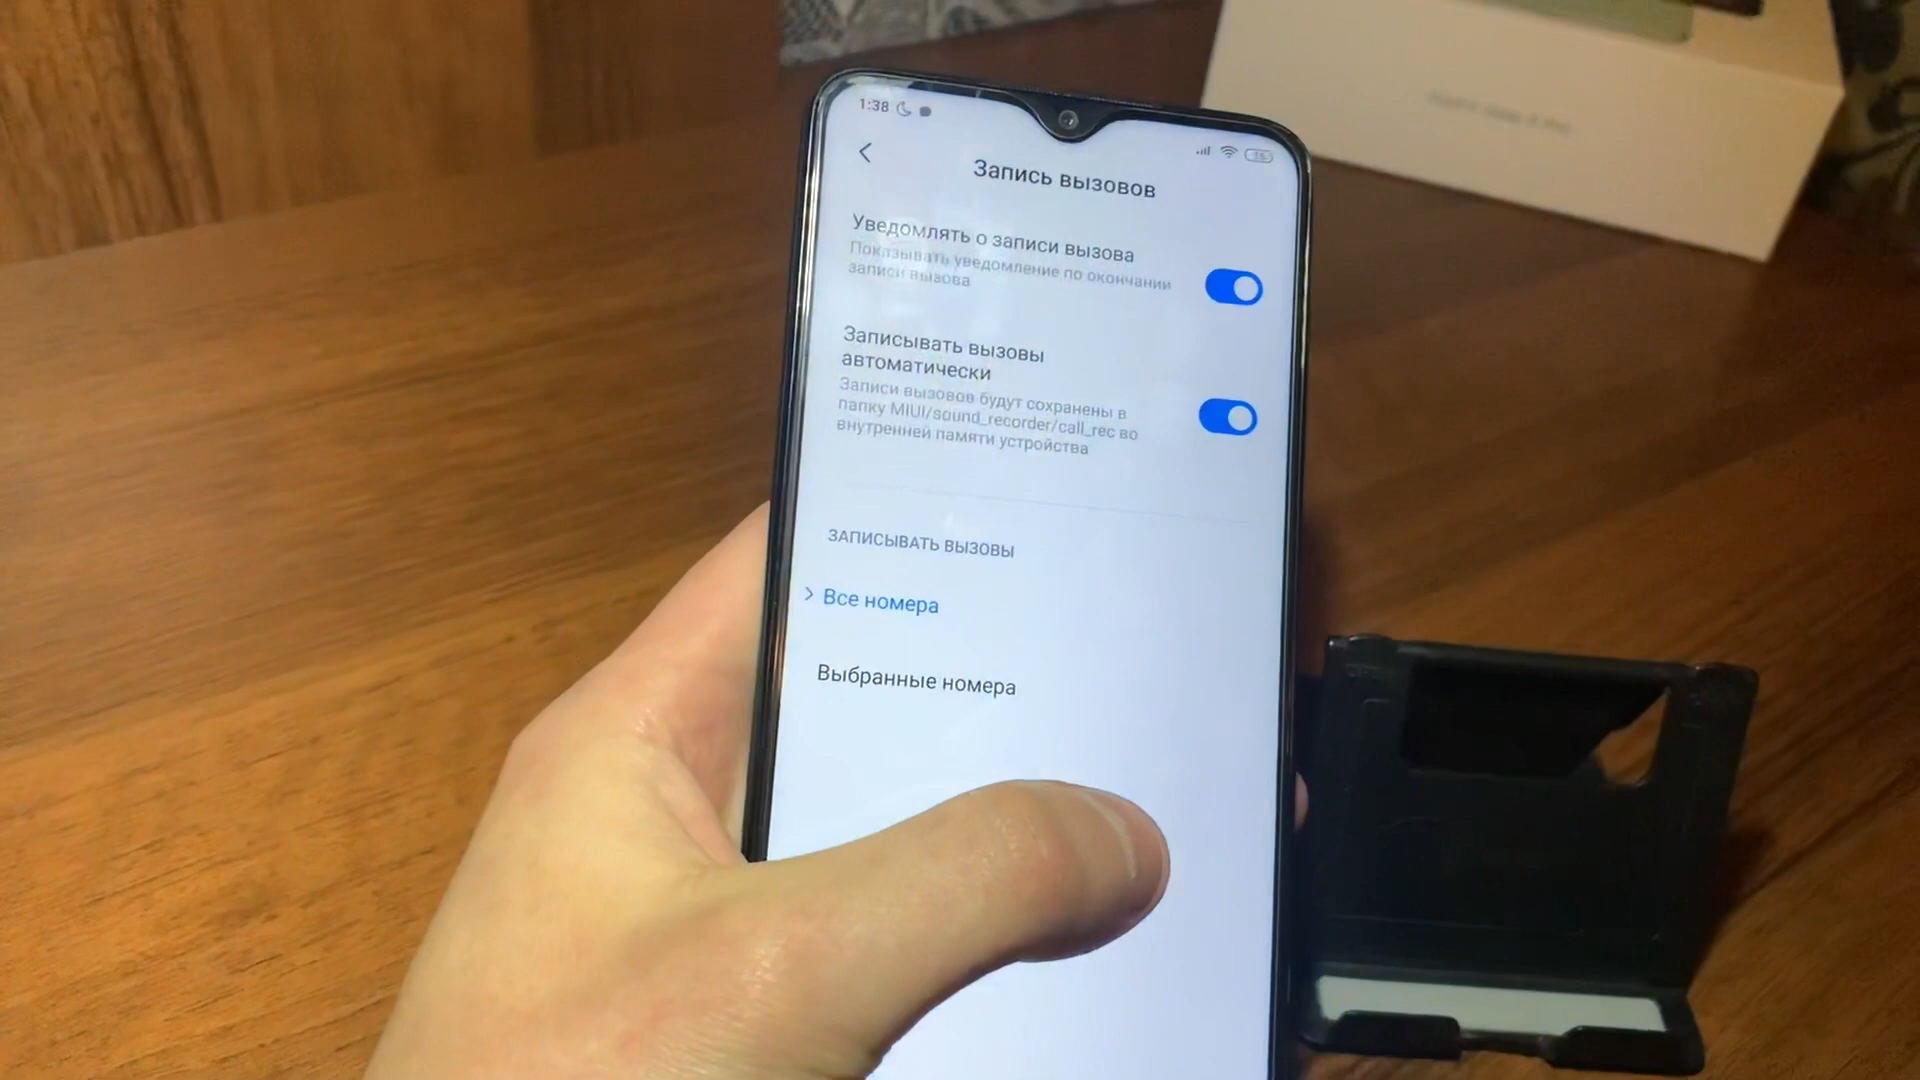 1:38
Запись вызовов
Уведомлять о записи вызова
Показывать уведомление по окончании
записи вызова
Записывать вызовы
автоматически
Записи вызовов будут сохранены в
папку MIUI/sound_recorder/call_rec во
внутренней памяти устройства
ЗАПИСЫВАТЬ ВЫЗОВЫ
Все номера
Выбранные номера